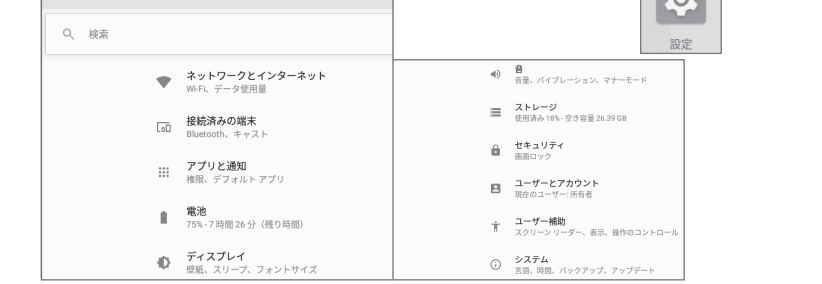 検索
ネットワークとインターネット
Wi-Fi、データ使用量
接続済みの端末
Bluetooth、キャスト
アプリと通知
権限、デフォルト アプリ
電池
75% - 7 時間 26 分（残り時間）
ディスプレイ
壁紙、スリープ、フォントサイズ
設定
音
音量、バイブレーション、マナーモード
ストレージ
使用済み 18% - 空き容量 26.39 GB
セキュリティ
画面ロック
ユーザーとアカウント
現在のユーザー: 所有者
ユーザー補助
スクリーン リーダー、表示、操作のコントロール
システム
言語、時間、バックアップ、アップデート